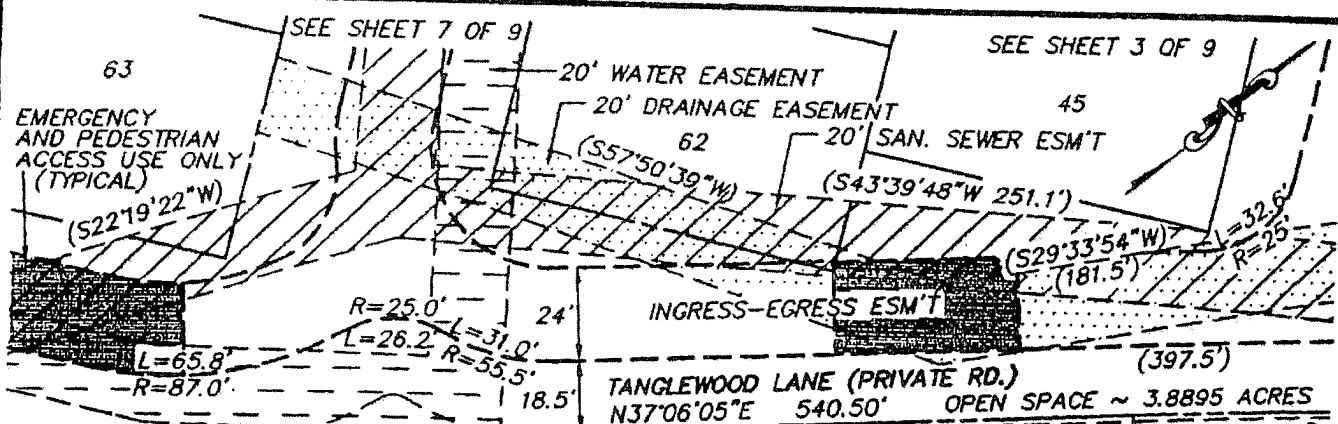 SEE SHEET 7 OF 9
SEE SHEET 3 OF 9
63
20' WATER EASEMENT
45
20' DRAINAGE EASEMENT
62
20' SAN. SEWER ESM'T
EMERGENCY
AND PEDESTRIAN
ACCESS USE ONLY
(TYPICAL)
(S57°50'39"W)
(S43°39'48"W 251.1')
(S22°19'22"W)
L=32.6'
R=25'
(S29°33'54"W)
(181.5')
INGRESS-EGRESS ESM'T
24'
R=25.0'
L=26.2'
L=31.0'
R=55.5'
L=65.8'
R=87.0'
(397.5')
18.5'
TANGLEWOOD LANE (PRIVATE RD.)
N37°06'05"E 540.50' OPEN SPACE ~ 3.8895 ACRES